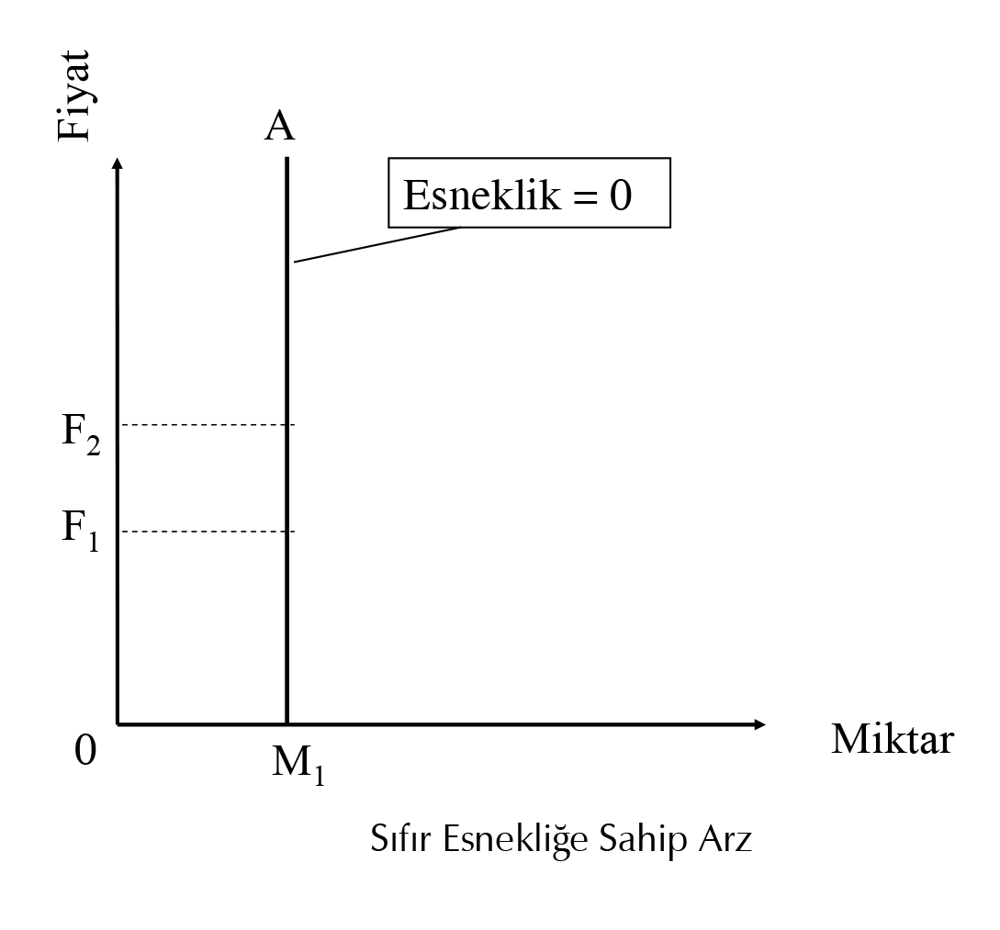 Fiyat
A
Esneklik = 0
F₂
F₁
0
M₁
Miktar
Sıfır Esnekliğe Sahip Arz